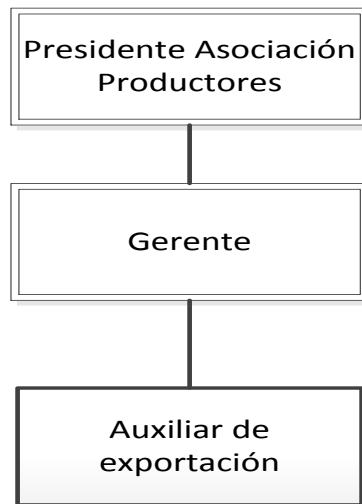 Presidente Asociación
Productores
Gerente
Auxiliar de
exportación